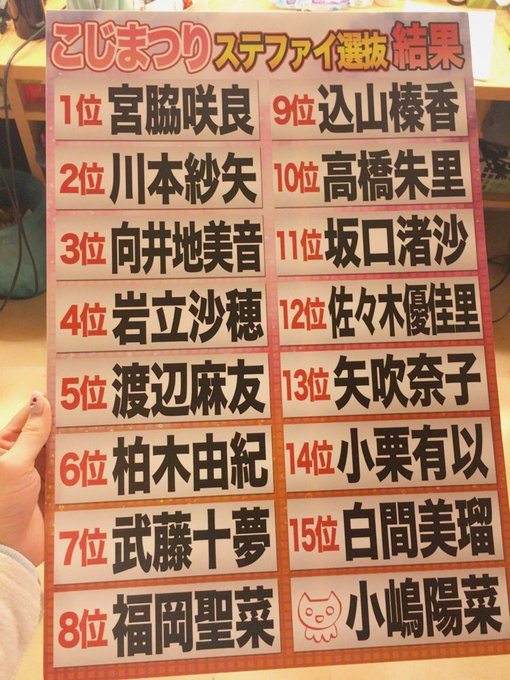 こじまつり ステファイ選抜 結果
1位 宮脇咲良
2位 川本紗矢
3位 向井地美音
4位 岩立沙穂
5位 渡辺麻友
6位 柏木由紀
7位 武藤十夢
8位 福岡聖菜
9位 込山榛香
10位 高橋朱里
11位 坂口渚沙
12位 佐々木優佳里
13位 矢吹奈子
14位 小栗有以
15位 白間美瑠
小嶋陽菜